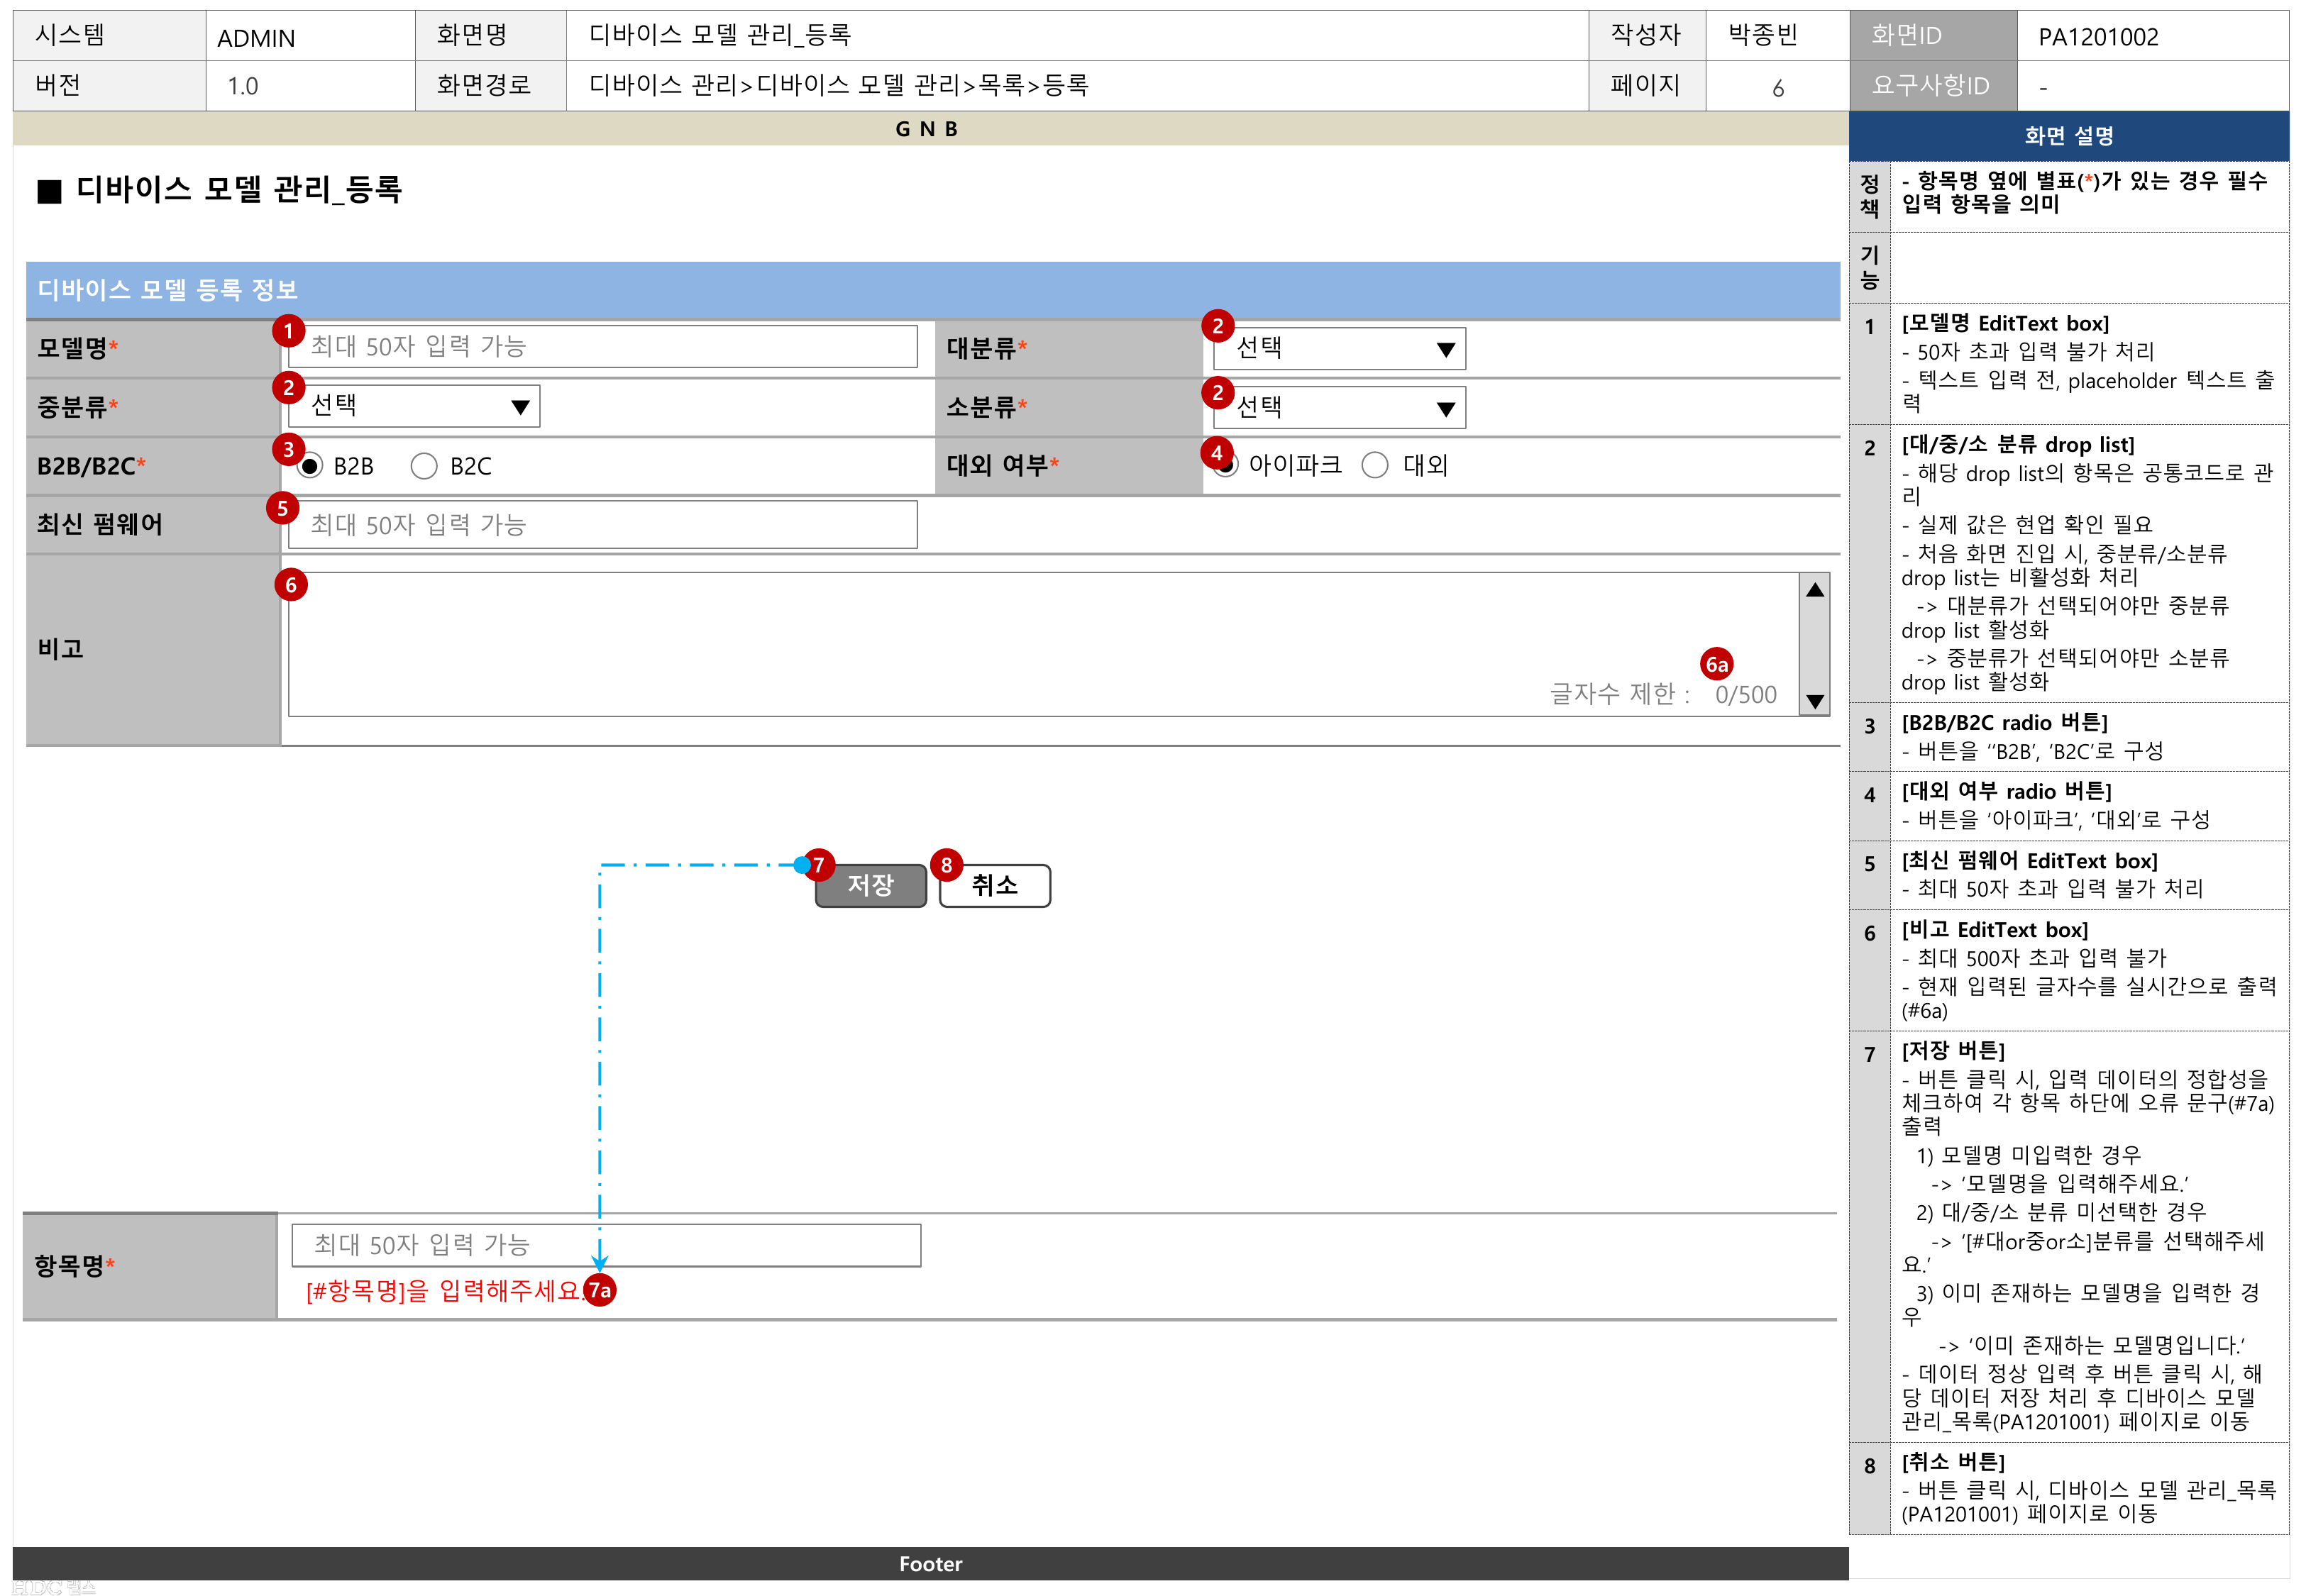 시스템 ADMIN 화면명 디바이스 모델 관리_등록 작성자 박종빈 화면ID PA1201002
버전 1.0 화면경로 디바이스 관리>디바이스 모델 관리>목록>등록 페이지 6 요구사항ID -
G N B
■ 디바이스 모델 관리_등록
디바이스 모델 등록 정보
모델명* 1 최대 50자 입력 가능 대분류* 2 선택 ▼
중분류* 2 선택 ▼ 소분류* 2 선택 ▼
B2B/B2C* 3 B2B B2C 대외 여부* 4 아이파크 대외
최신 펌웨어 5 최대 50자 입력 가능
비고 6
6a
글자수 제한 : 0/500
7 저장 8 취소
항목명* 최대 50자 입력 가능
[#항목명]을 입력해주세요. 7a
Footer
HDC 랩스
화면 설명
정책
- 항목명 옆에 별표(*)가 있는 경우 필수
입력 항목을 의미
기능
1 [모델명 EditText box]
- 50자 초과 입력 불가 처리
- 텍스트 입력 전, placeholder 텍스트 출
력
2 [대/중/소 분류 drop list]
- 해당 drop list의 항목은 공통코드로 관
리
- 실제 값은 현업 확인 필요
- 처음 화면 진입 시, 중분류/소분류
drop list는 비활성화 처리
-> 대분류가 선택되어야만 중분류
drop list 활성화
-> 중분류가 선택되어야만 소분류
drop list 활성화
3 [B2B/B2C radio 버튼]
- 버튼을 ‘‘B2B’, ‘B2C’로 구성
4 [대외 여부 radio 버튼]
- 버튼을 ‘아이파크’, ‘대외’로 구성
5 [최신 펌웨어 EditText box]
- 최대 50자 초과 입력 불가 처리
6 [비고 EditText box]
- 최대 500자 초과 입력 불가
- 현재 입력된 글자수를 실시간으로 출력
(#6a)
7 [저장 버튼]
- 버튼 클릭 시, 입력 데이터의 정합성을
체크하여 각 항목 하단에 오류 문구(#7a)
출력
1) 모델명 미입력한 경우
-> ‘모델명을 입력해주세요.’
2) 대/중/소 분류 미선택한 경우
-> ‘[#대or중or소]분류를 선택해주세
요.’
3) 이미 존재하는 모델명을 입력한 경
우
-> ‘이미 존재하는 모델명입니다.’
- 데이터 정상 입력 후 버튼 클릭 시, 해
당 데이터 저장 처리 후 디바이스 모델
관리_목록(PA1201001) 페이지로 이동
8 [취소 버튼]
- 버튼 클릭 시, 디바이스 모델 관리_목록
(PA1201001) 페이지로 이동